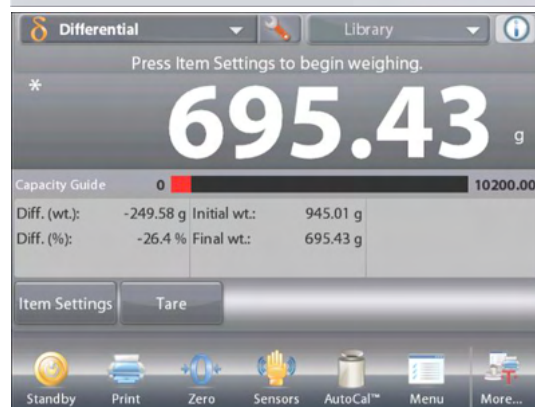 δ Differential Library
Press Item Settings to begin weighing.
* 695.43 g
Capacity Guide 0 10200.00
Diff. (wt.): -249.58 g Initial wt.: 945.01 g
Diff. (%): -26.4 % Final wt.: 695.43 g
Item Settings Tare
Standby Print Zero Sensors AutoCal™ Menu More...